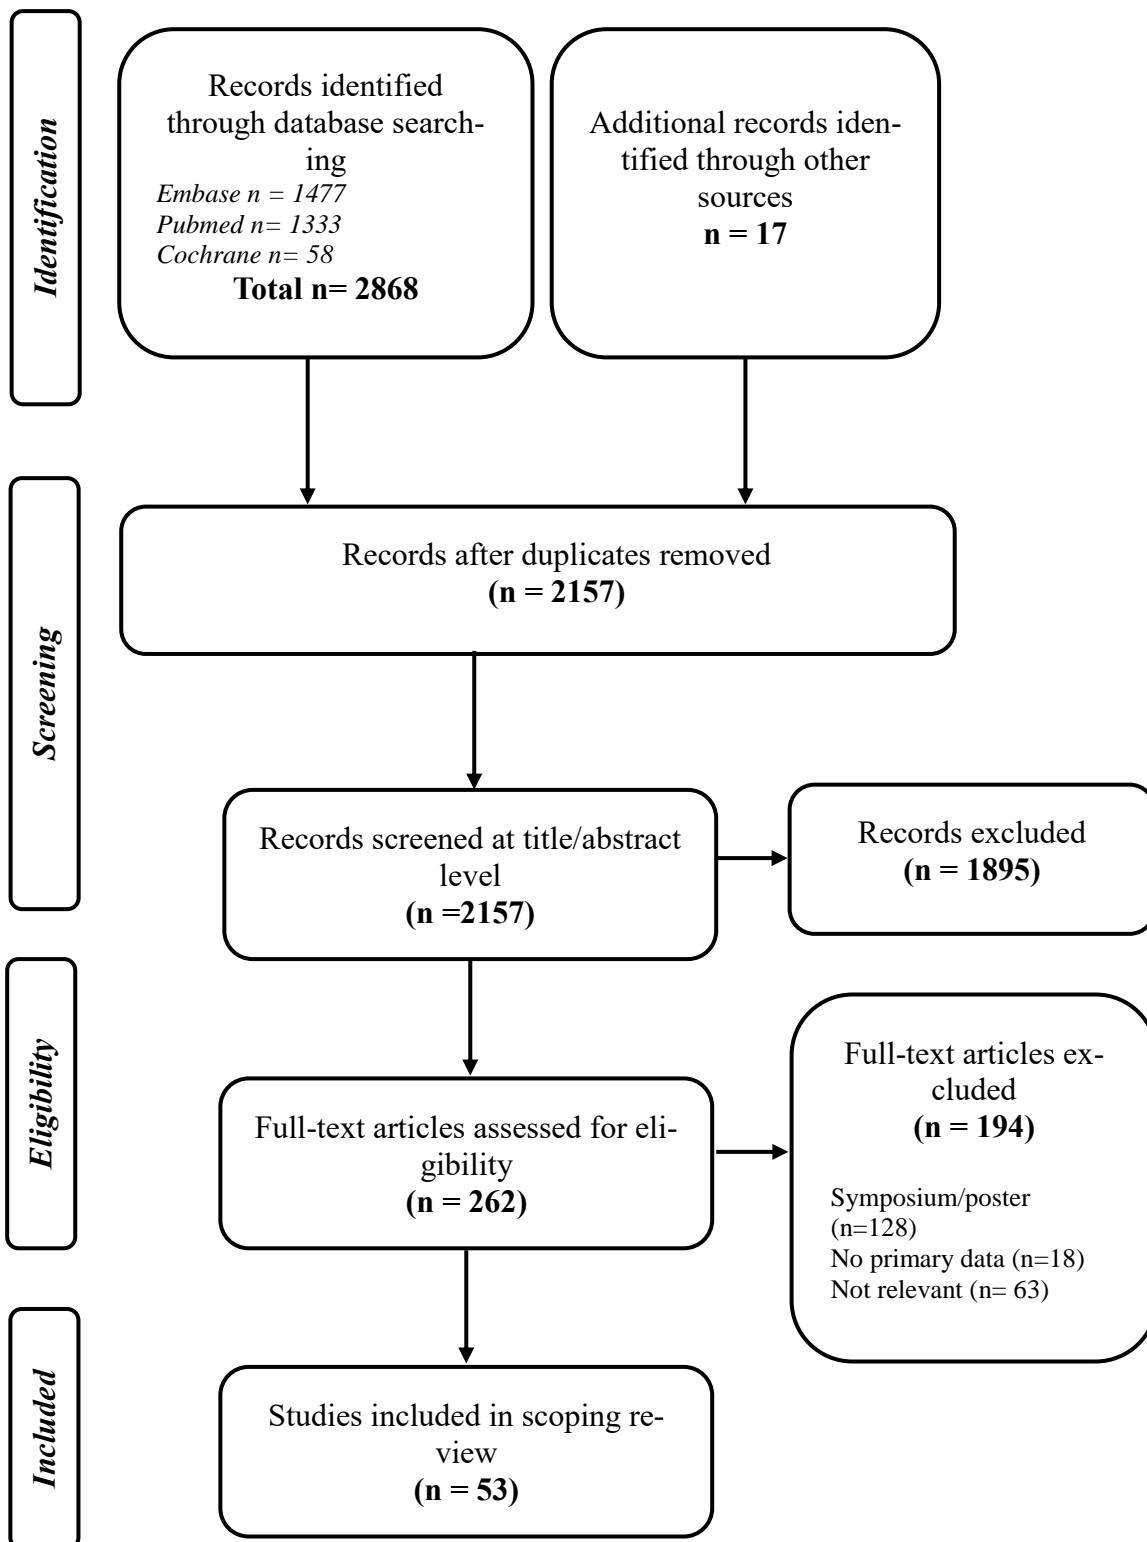 Identification
Records identified
through database search-
ing
Embase n = 1477
Pubmed n= 1333
Cochrane n= 58
Total n= 2868
Additional records iden-
tified through other
sources
n = 17
Screening
Records after duplicates removed
(n = 2157)
Records screened at title/abstract
level
(n =2157)
Records excluded
(n = 1895)
Eligibility
Full-text articles assessed for eli-
gibility
(n = 262)
Full-text articles ex-
cluded
(n = 194)
Symposium/poster
(n=128)
No primary data (n=18)
Not relevant (n= 63)
Included
Studies included in scoping re-
view
(n = 53)